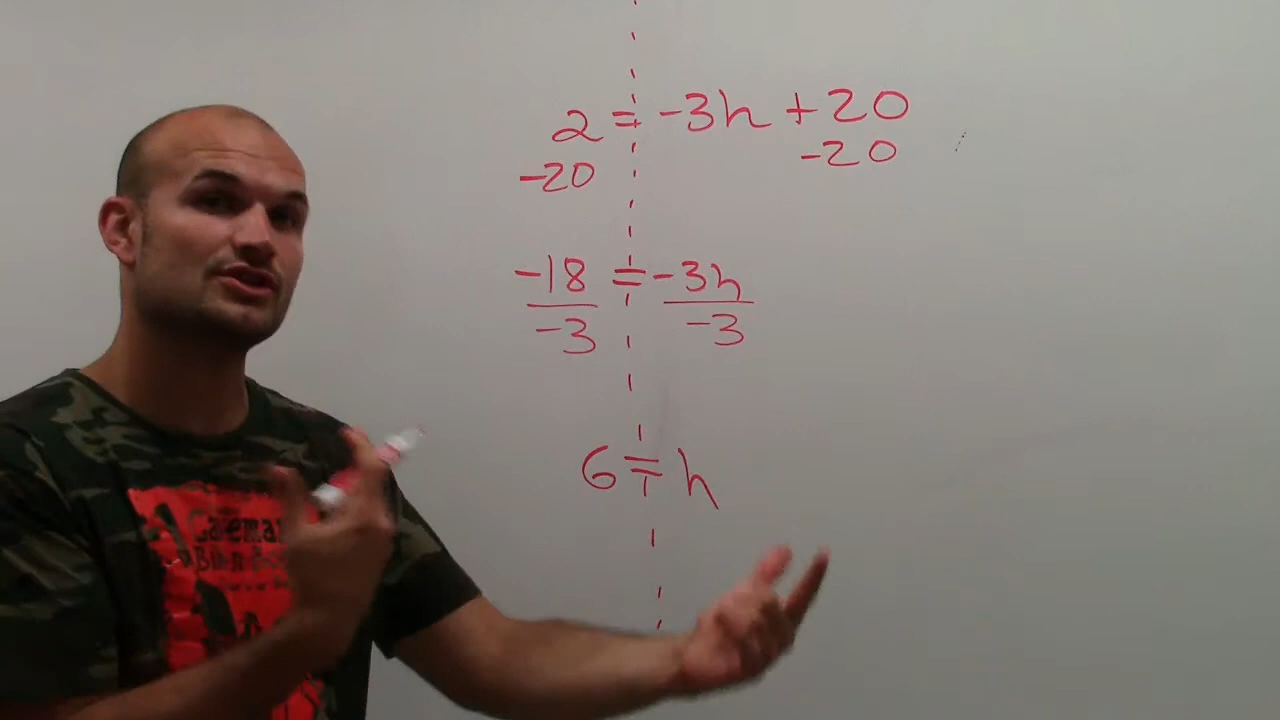 2 = -3h + 20
-20 -20
-18 = -3h
-3 -3
6 = h